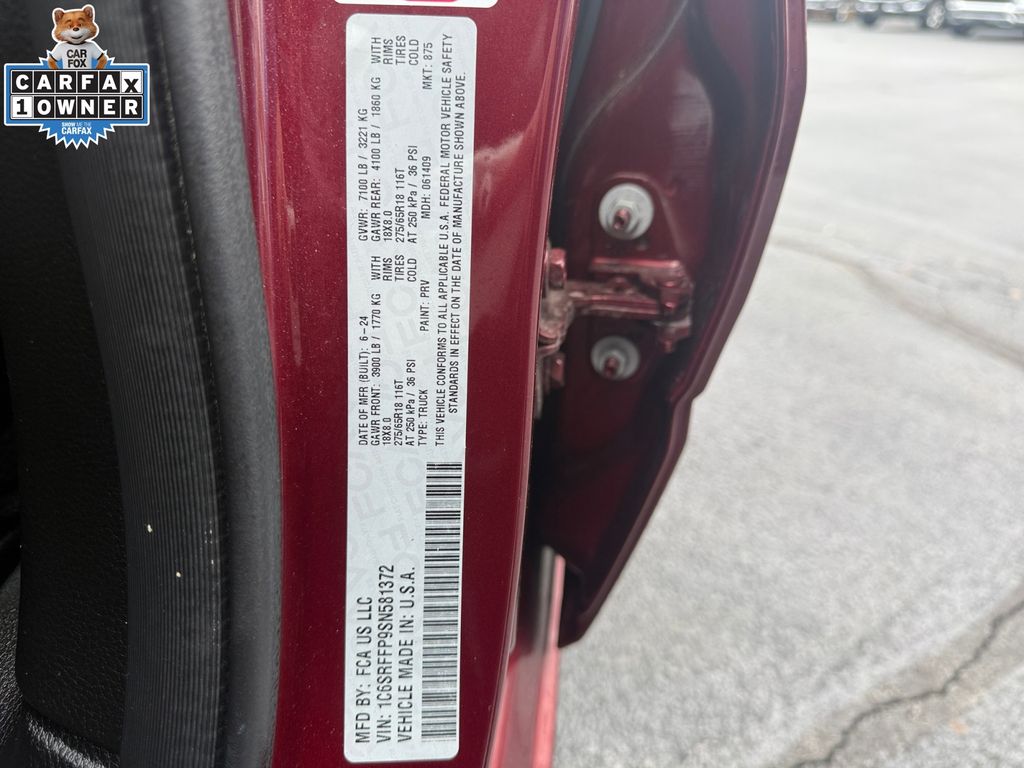 CAR
FOX
CARFAX
1 OWNER
SHOW ME THE
CARFAX
MFD BY: FCA US LLC
DATE OF MFR (BUILT): 6-24
GVWR: 7100 LB / 3221 KG
GAWR FRONT: 3900 LB / 1770 KG WITH
GAWR REAR: 4100 LB / 1860 KG WITH
18X8.0 RIMS
18X8.0 RIMS
275/65R18 116T TIRES
275/65R18 116T TIRES
AT 250 kPa / 36 PSI COLD
AT 250 kPa / 36 PSI COLD
VIN: 1C6SRFFP9SN581372
TYPE: TRUCK PAINT: PRV MDH: 061409 MKT: 875
VEHICLE MADE IN: U.S.A.
THIS VEHICLE CONFORMS TO ALL APPLICABLE U.S.A. FEDERAL MOTOR VEHICLE SAFETY
STANDARDS IN EFFECT ON THE DATE OF MANUFACTURE SHOWN ABOVE.